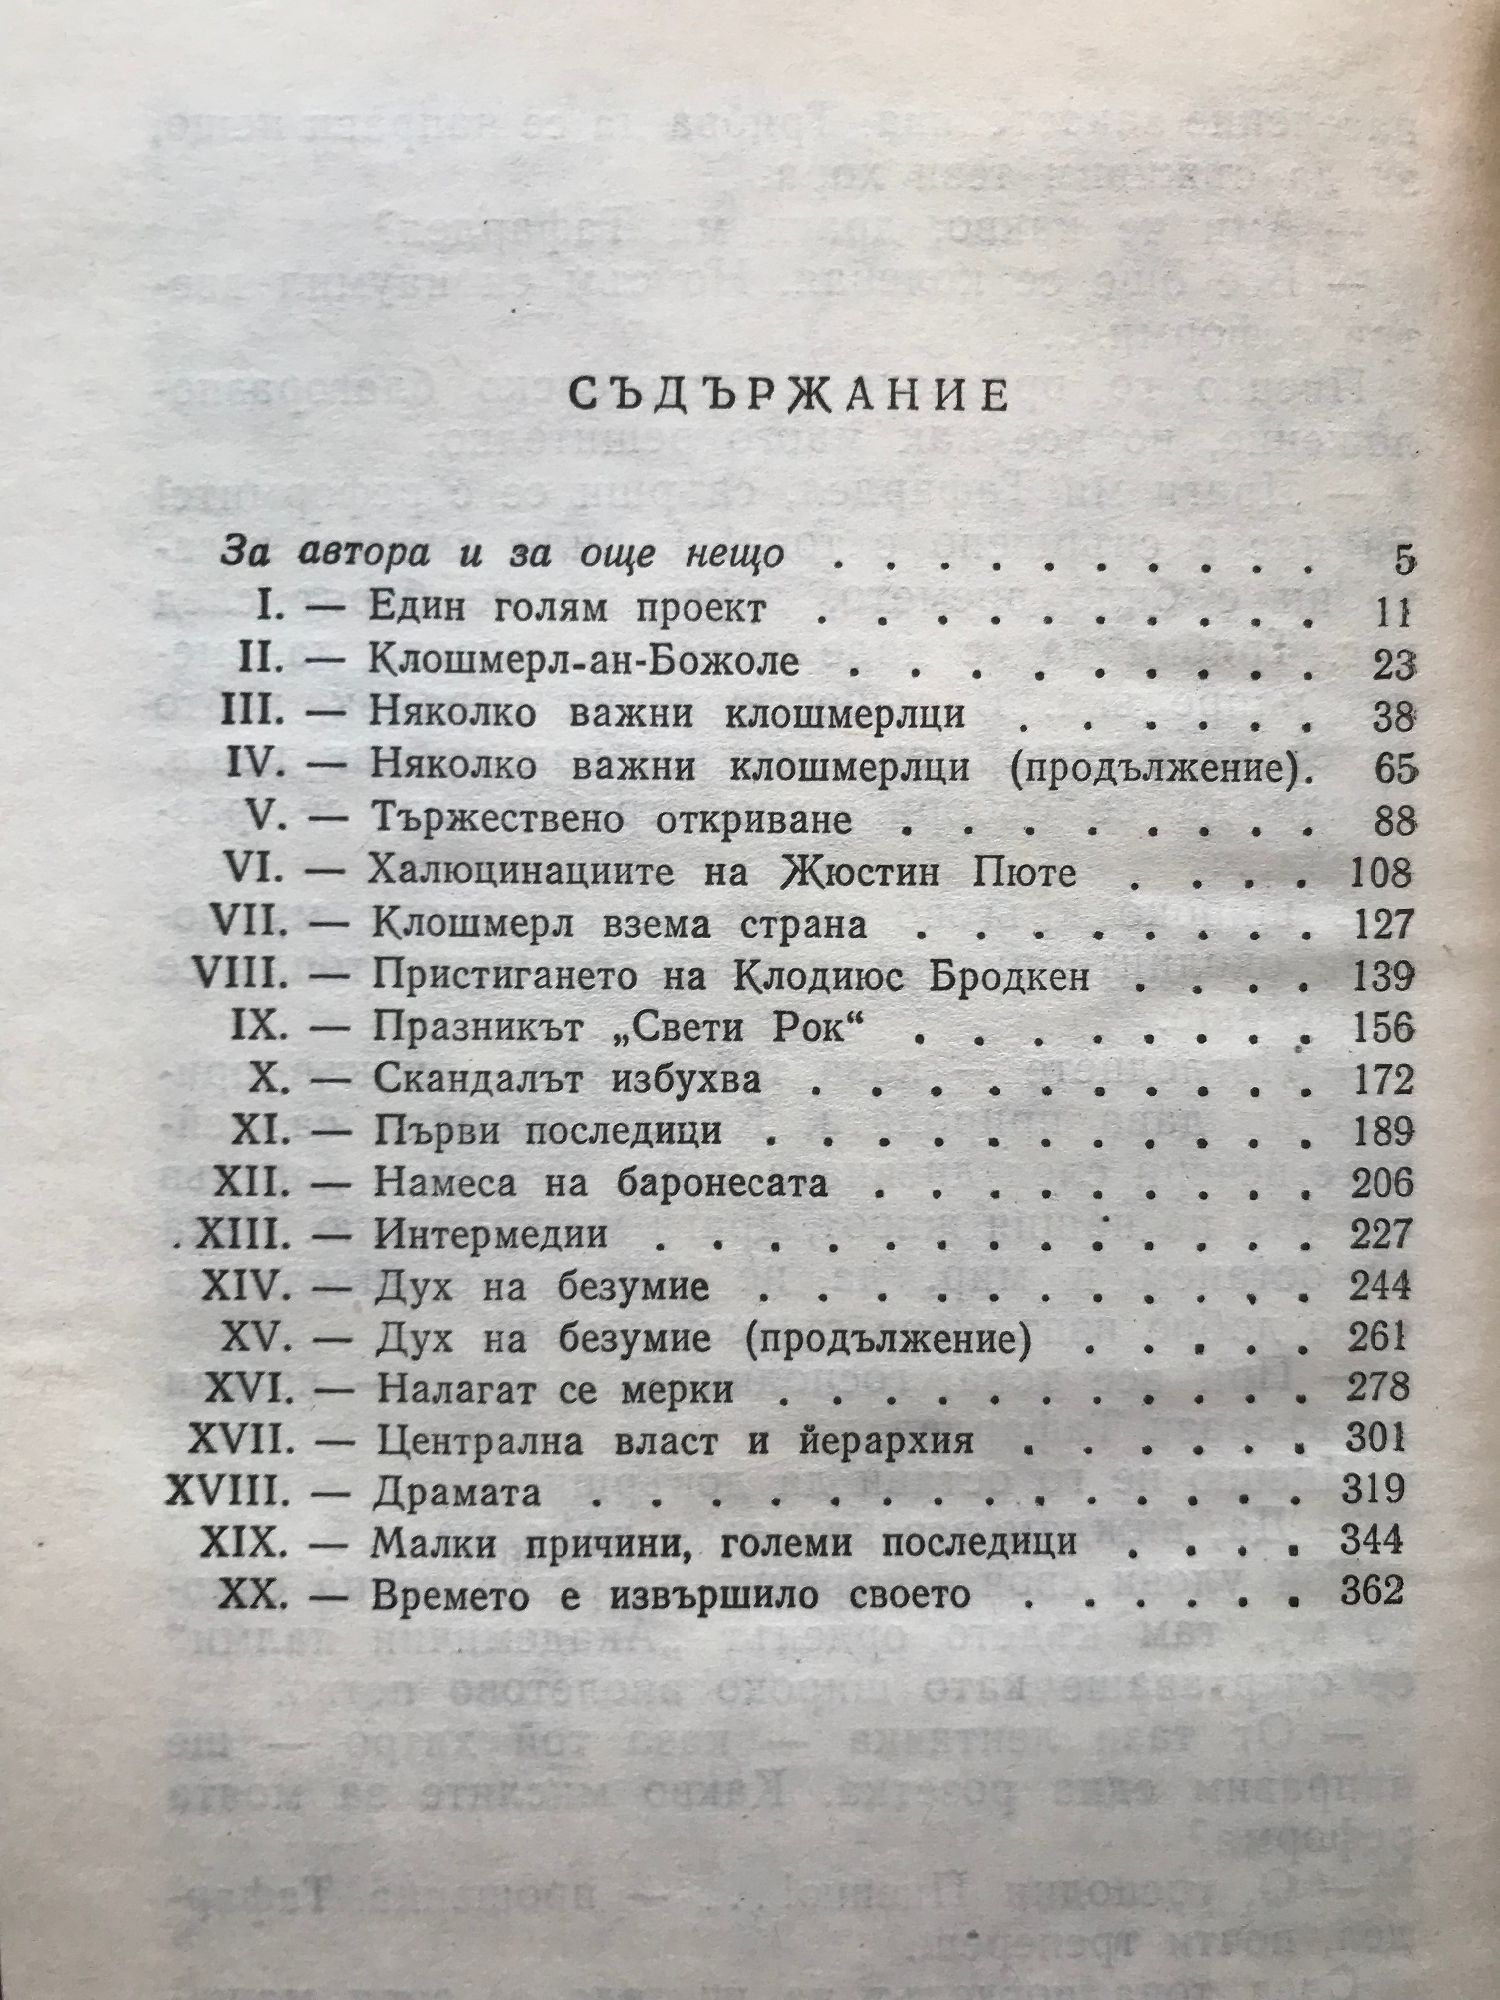 СЪДЪРЖАНИЕ
За автора и за още нещо . . . . . . . . . . 5
I. — Един голям проект . . . . . . . . . . 11
II. — Клошмерл-ан-Божоле . . . . . . . . . 23
III. — Няколко важни клошмерлци . . . . . . 38
IV. — Няколко важни клошмерлци (продължение). 65
V. — Тържествено откриване . . . . . . . . 88
VI. — Халюцинациите на Жюстин Пюте . . . . 108
VII. — Клошмерл взема страна . . . . . . . . 127
VIII. — Пристигането на Клодиюс Бродкен . . . . 139
IX. — Празникът „Свети Рок“ . . . . . . . . 156
X. — Скандалът избухва . . . . . . . . . . 172
XI. — Първи последици . . . . . . . . . . . 189
XII. — Намеса на баронесата . . . . . . . . . 206
XIII. — Интермедии . . . . . . . . . . . . . 227
XIV. — Дух на безумие . . . . . . . . . . . 244
XV. — Дух на безумие (продължение) . . . . . 261
XVI. — Налагат се мерки . . . . . . . . . . . 278
XVII. — Централна власт и йерархия . . . . . . 301
XVIII. — Драмата . . . . . . . . . . . . . . 319
XIX. — Малки причини, големи последици . . . . 344
XX. — Времето е извършило своето . . . . . . 362